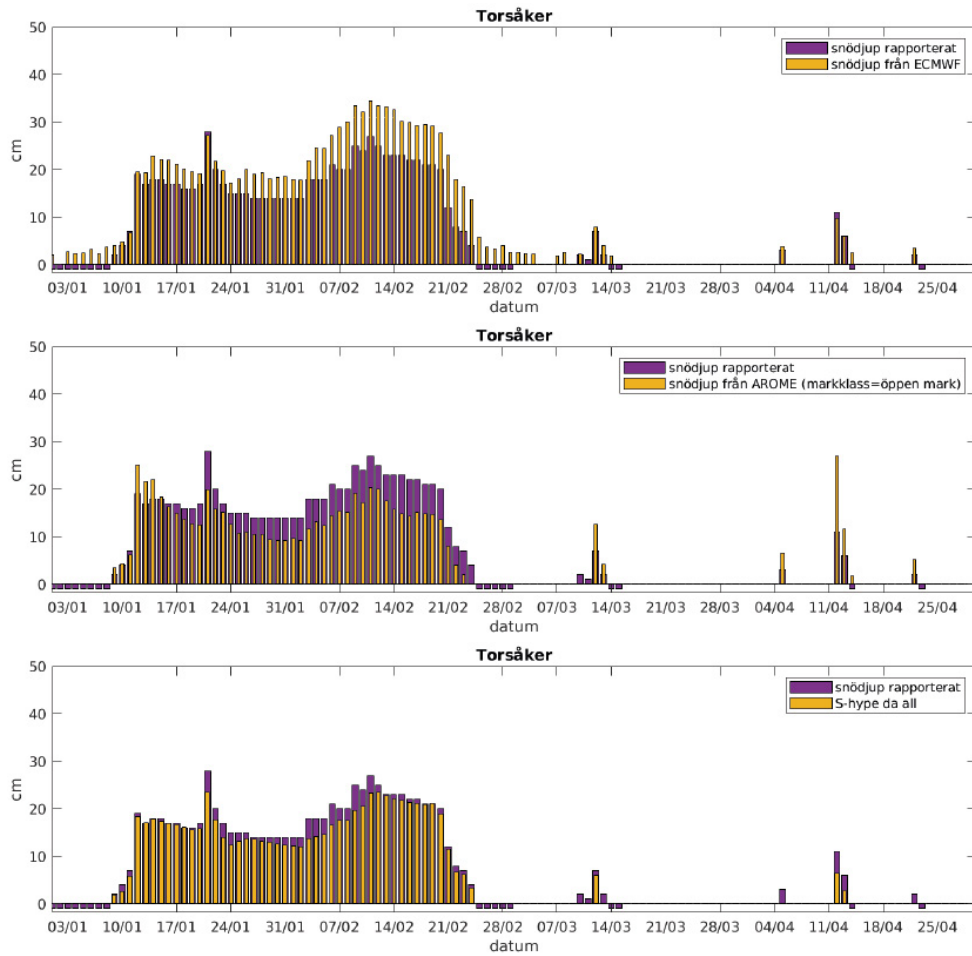 Torsåker
50
40
30
20
10
0
cm
snödjup rapporterat
snödjup från ECMWF
03/01 10/01 17/01 24/01 31/01 07/02 14/02 21/02 28/02 07/03 14/03 21/03 28/03 04/04 11/04 18/04 25/04
datum
Torsåker
50
40
30
20
10
0
cm
snödjup rapporterat
snödjup från AROME (markklass=öppen mark)
03/01 10/01 17/01 24/01 31/01 07/02 14/02 21/02 28/02 07/03 14/03 21/03 28/03 04/04 11/04 18/04 25/04
datum
Torsåker
50
40
30
20
10
0
cm
snödjup rapporterat
S-hype da all
03/01 10/01 17/01 24/01 31/01 07/02 14/02 21/02 28/02 07/03 14/03 21/03 28/03 04/04 11/04 18/04 25/04
datum